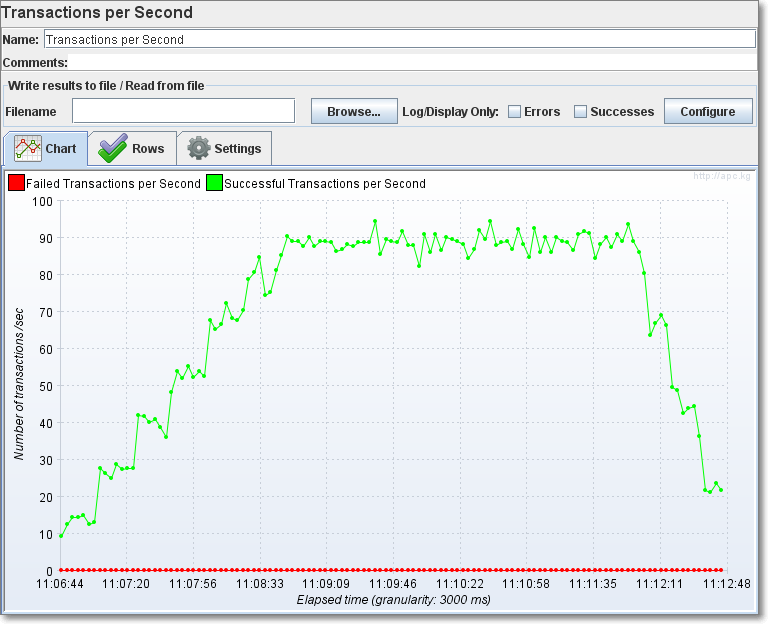 Transactions per Second
Name: Transactions per Second
Comments:
Write results to file / Read from file
Filename Browse... Log/Display Only: Errors Successes Configure
Chart Rows Settings
http://apc.kg
Failed Transactions per Second Successful Transactions per Second
100
90
80
70
60
50
40
30
20
10
0
Number of transactions /sec
11:06:44 11:07:20 11:07:56 11:08:33 11:09:09 11:09:46 11:10:22 11:10:58 11:11:35 11:12:11 11:12:48
Elapsed time (granularity: 3000 ms)